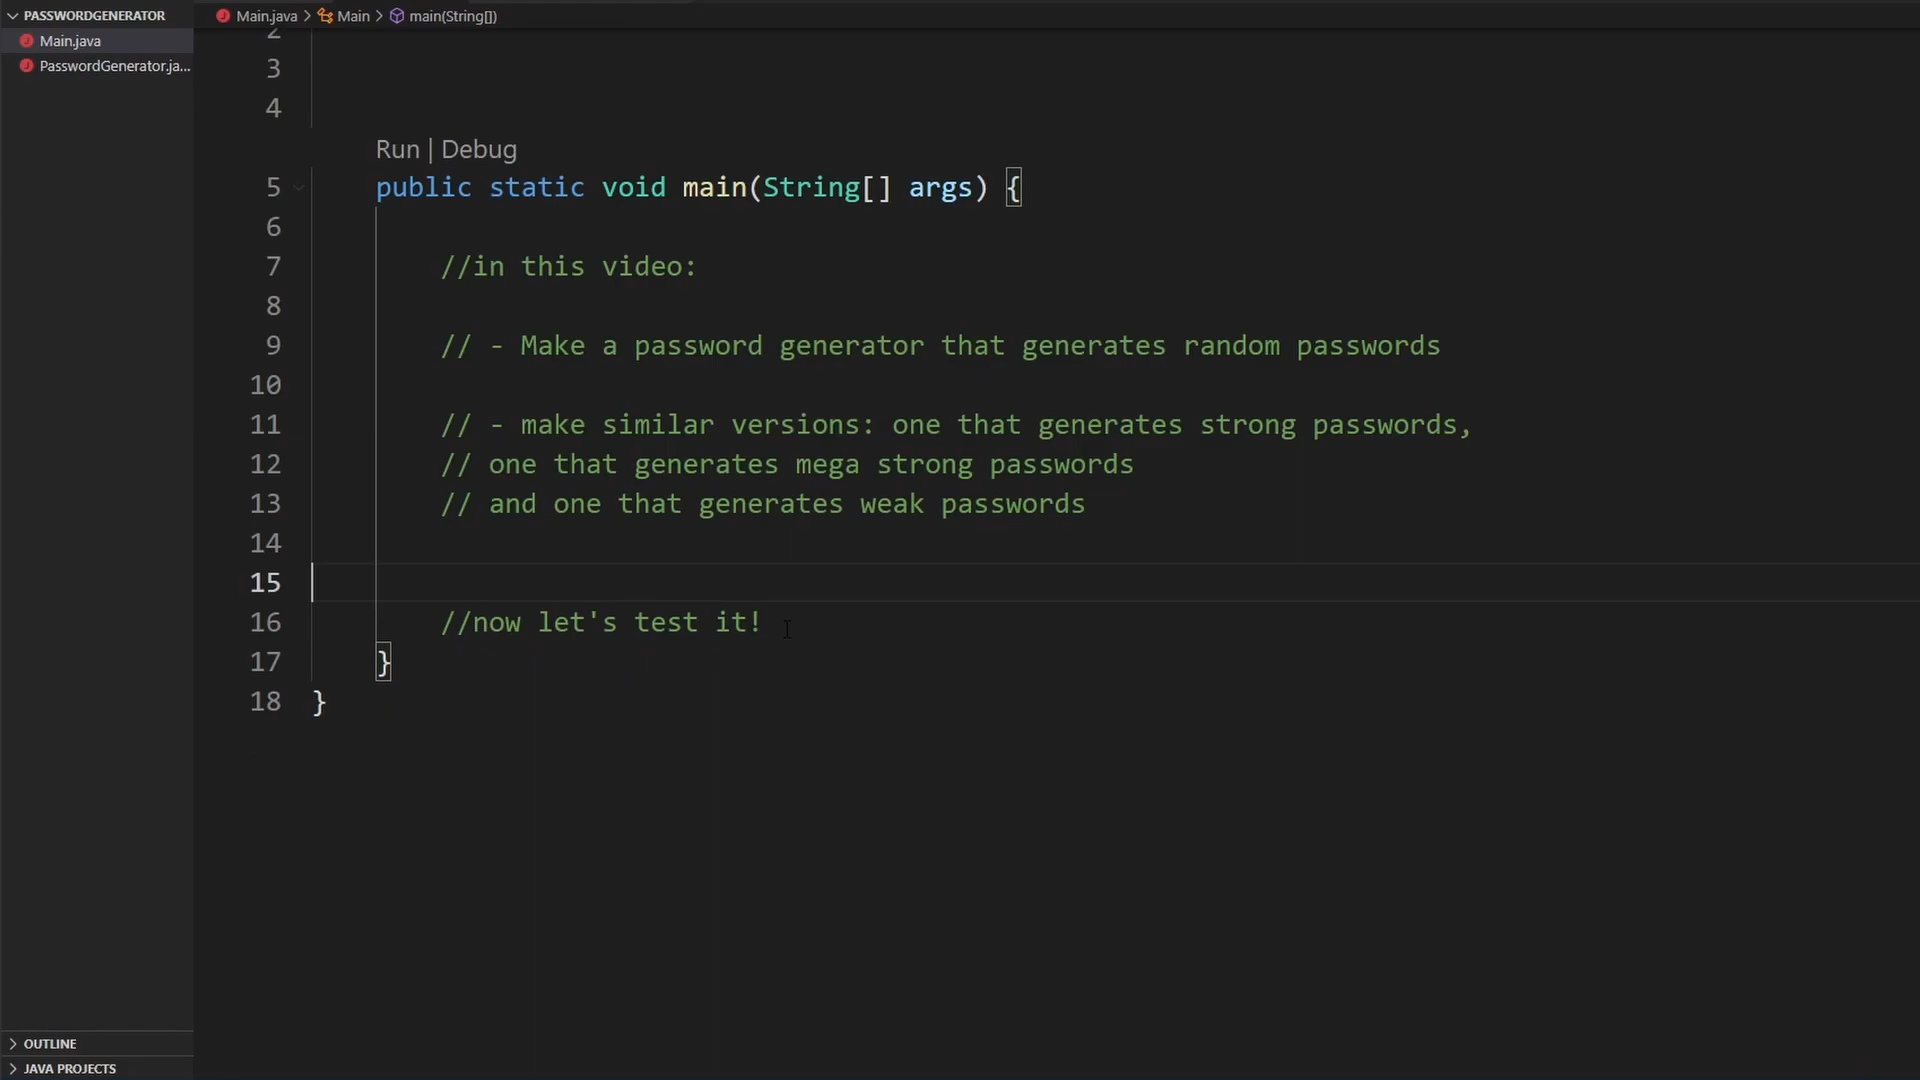 PASSWORDGENERATOR
Main.java
PasswordGenerator.ja...
OUTLINE
JAVA PROJECTS
Main.java > Main > main(String[])
2
3
4
Run | Debug
5 public static void main(String[] args) {
6
7 //in this video:
8
9 // - Make a password generator that generates random passwords
10
11 // - make similar versions: one that generates strong passwords,
12 // one that generates mega strong passwords
13 // and one that generates weak passwords
14
15
16 //now let's test it!
17 }
18 }